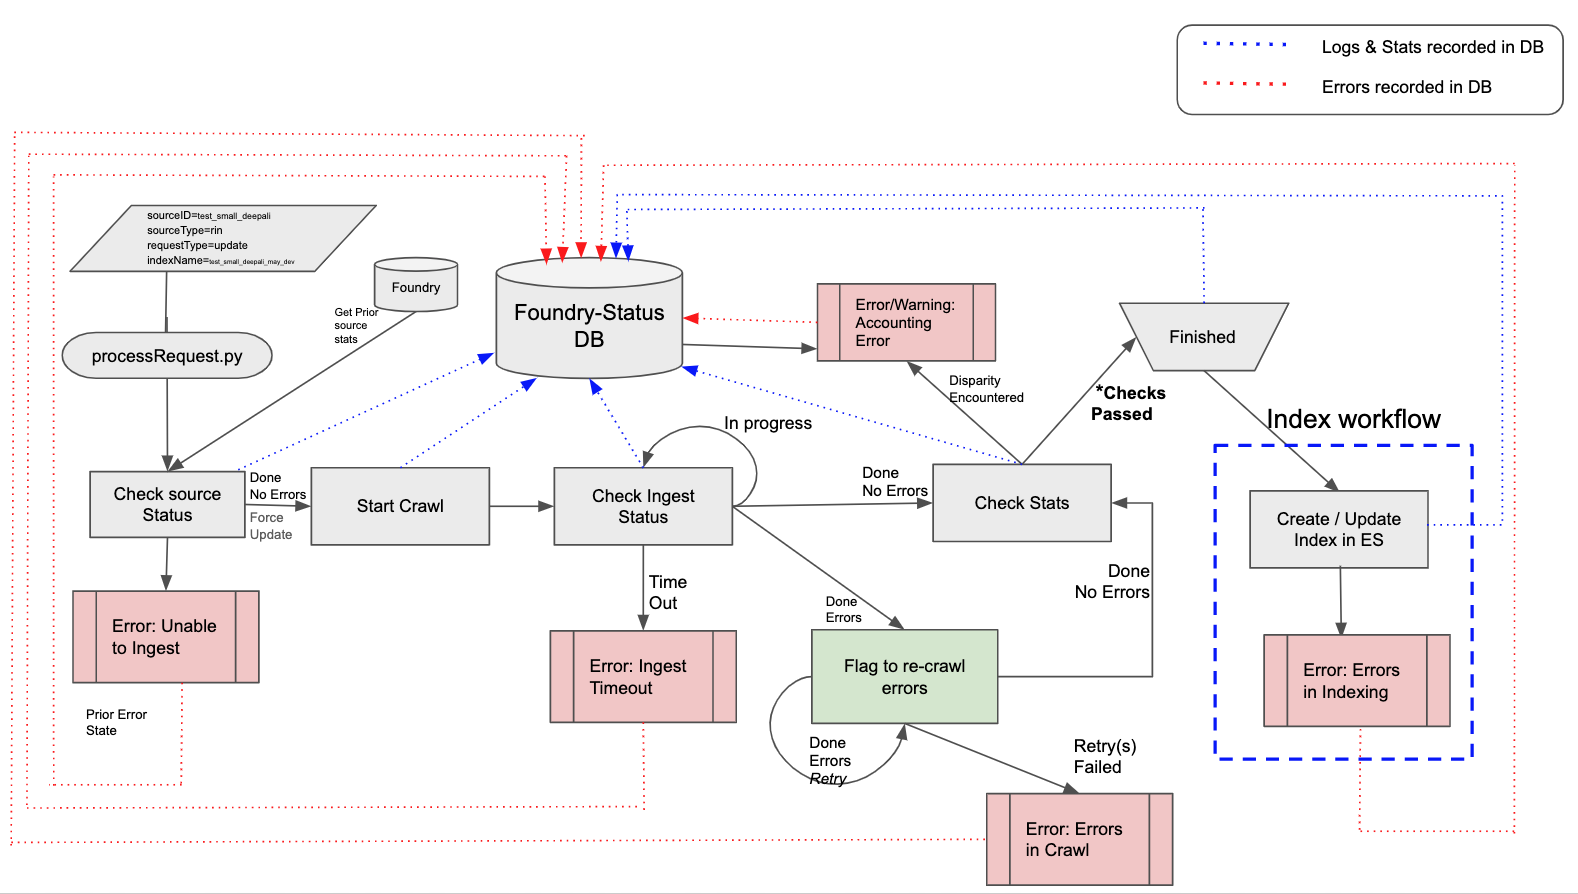 Logs & Stats recorded in DB
Errors recorded in DB
sourceID=test_small_deepali
sourceType=rin
requestType=update
indexName=test_small_deepali_may_dev
Foundry
Get Prior
source
stats
processRequest.py
Foundry-Status
DB
Error/Warning:
Accounting
Error
Finished
Disparity
Encountered
*Checks
Passed
Index workflow
In progress
Check source
Status
Done
No Errors
Force
Update
Start Crawl
Check Ingest
Status
Done
No Errors
Check Stats
Create / Update
Index in ES
Time
Out
Done
Errors
Done
No Errors
Error: Unable
to Ingest
Error: Ingest
Timeout
Flag to re-crawl
errors
Error: Errors
in Indexing
Prior Error
State
Done
Errors
Retry
Retry(s)
Failed
Error: Errors
in Crawl